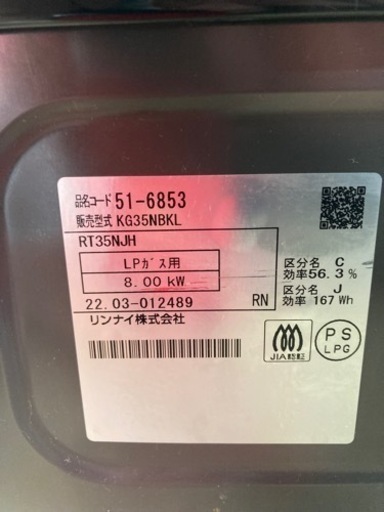 品名コード 51-6853
販売型式 KG35NBKL
RT35NJH
LPガス用
8.00 kW
区分名 C
効率56.3%
区分名 J
効率 167 Wh
22.03-012489 RN
リンナイ株式会社
JIA認証
PS
LPG